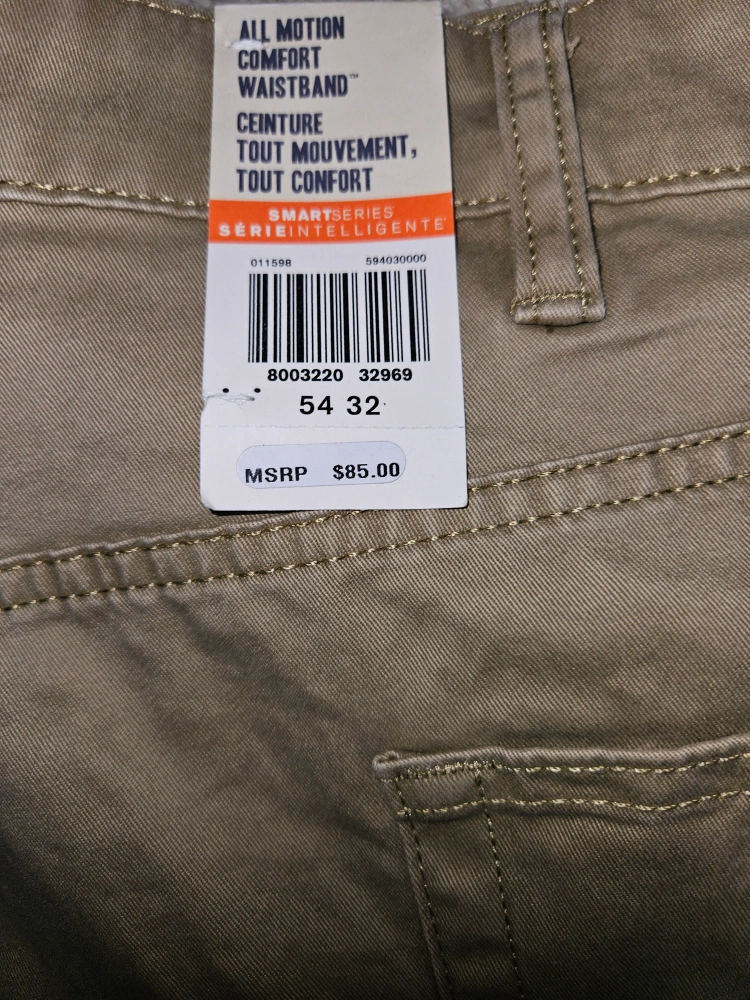 ALL MOTION
COMFORT
WAISTBAND™
CEINTURE
TOUT MOUVEMENT,
TOUT CONFORT
SMARTSERIES
SÉRIEINTELLIGENTE
011598 594030000
8003220 32969
54 32
MSRP $85.00